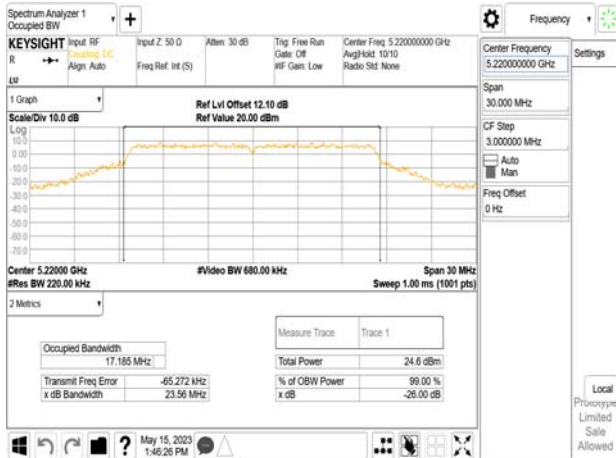 Spectrum Analyzer 1
Occupied BW
Frequency
KEYSIGHT
Input: RF
Coupling: DC
Align: Auto
Input Z: 50 Ω
Freq Ref: Int (S)
Atten: 30 dB
Trig: Free Run
Gate: Off
#IF Gain: Low
Center Freq: 5.220000000 GHz
Avg|Hold: 10/10
Radio Std: None
R
LXI
1 Graph
Scale/Div 10.0 dB
Ref Lvl Offset 12.10 dB
Ref Value 20.00 dBm
Log
10.0
0.00
-10.0
-20.0
-30.0
-40.0
-50.0
-60.0
-70.0
Center 5.22000 GHz
#Video BW 680.00 kHz
Span 30 MHz
#Res BW 220.00 kHz
Sweep 1.00 ms (1001 pts)
2 Metrics
Measure Trace
Trace 1
Occupied Bandwidth
17.185 MHz
Total Power
24.6 dBm
Transmit Freq Error
-65.272 kHz
% of OBW Power
99.00 %
x dB Bandwidth
23.56 MHz
x dB
-26.00 dB
Center Frequency
5.220000000 GHz
Settings
Span
30.000 MHz
CF Step
3.000000 MHz
Auto
Man
Freq Offset
0 Hz
Local
Prototype
Limited
Sale
Allowed
May 15, 2023
1:46:26 PM